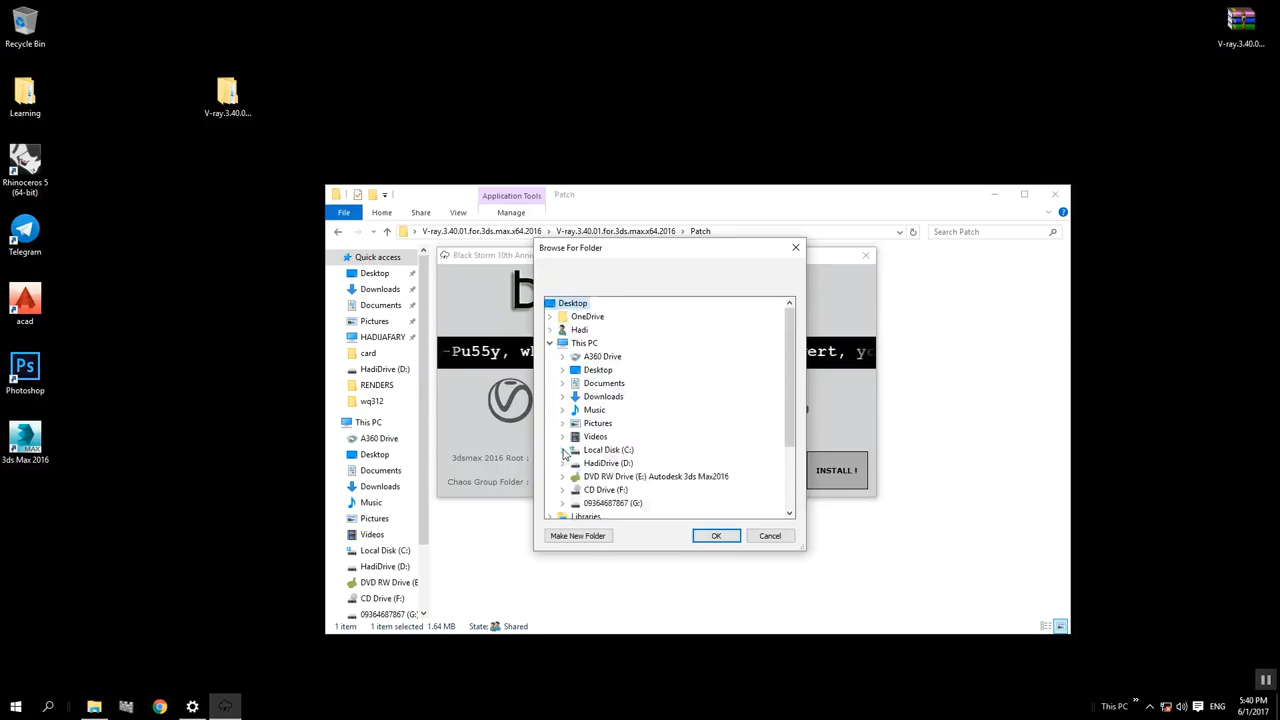 Recycle Bin
V-ray.3.40.0...
Learning
V-ray.3.40.0...
Rhinoceros 5
(64-bit)
Telegram
acad
Photoshop
3ds Max 2016
Application Tools
Patch
File
Home
Share
View
Manage
V-ray.3.40.01.for.3ds.max.x64.2016
V-ray.3.40.01.for.3ds.max.x64.2016
Patch
Search Patch
Quick access
Desktop
Downloads
Documents
Pictures
HADIJAFARY
card
HadiDrive (D:)
RENDERS
wq312
This PC
A360 Drive
Desktop
Documents
Downloads
Music
Pictures
Videos
Local Disk (C:)
HadiDrive (D:)
DVD RW Drive (E
CD Drive (F:)
09364687867 (G:
Black Storm 10th Anni
-Pu55y, wh
ert, yo
3dsmax 2016 Root :
Chaos Group Folder :
INSTALL !
Browse For Folder
Desktop
OneDrive
Hadi
This PC
A360 Drive
Desktop
Documents
Downloads
Music
Pictures
Videos
Local Disk (C:)
HadiDrive (D:)
DVD RW Drive (E:) Autodesk 3ds Max2016
CD Drive (F:)
09364687867 (G:)
Libraries
Make New Folder
OK
Cancel
1 item
1 item selected
1.64 MB
State:
Shared
This PC
ENG
5:40 PM
6/1/2017